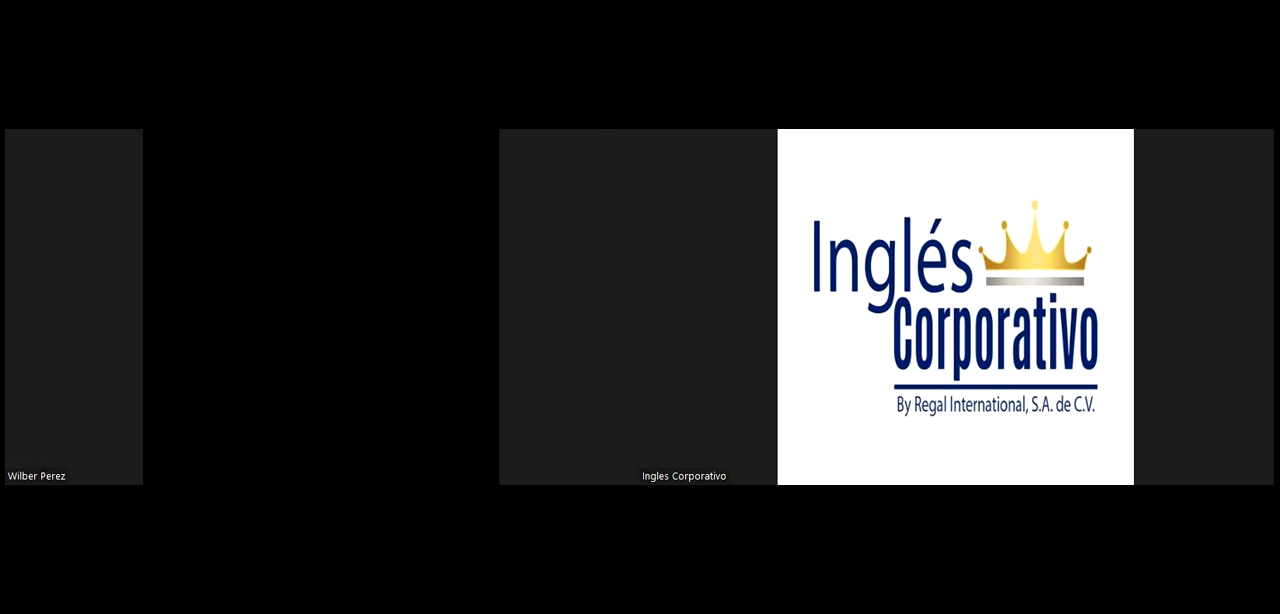 Inglés
Corporativo
By Regal International, S.A. de C.V.
Wilber Perez
Ingles Corporativo